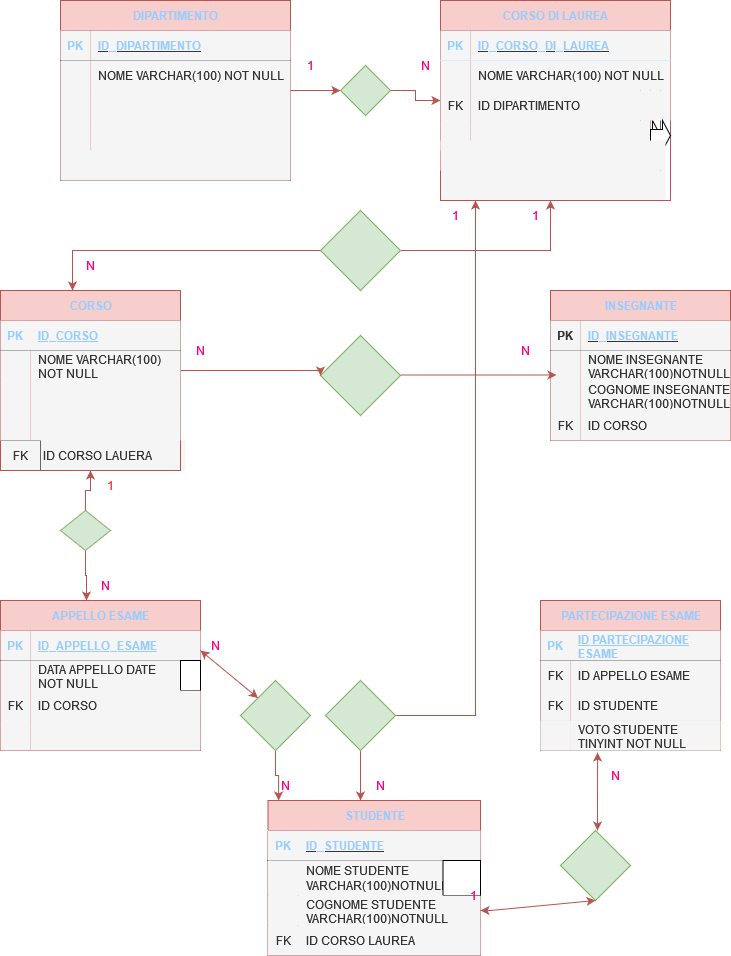 DIPARTIMENTO
PK ID_DIPARTIMENTO
NOME VARCHAR(100) NOT NULL
1
N
CORSO DI LAUREA
PK ID_CORSO_DI_LAUREA
NOME VARCHAR(100) NOT NULL
FK ID DIPARTIMENTO
1
1
N
CORSO
PK ID_CORSO
NOME VARCHAR(100)
NOT NULL
FK ID CORSO LAUERA
N
N
INSEGNANTE
PK ID_INSEGNANTE
NOME INSEGNANTE
VARCHAR(100)NOTNULL
COGNOME INSEGNANTE
VARCHAR(100)NOTNULL
FK ID CORSO
1
N
APPELLO ESAME
PK ID_APPELLO_ESAME
DATA APPELLO DATE
NOT NULL
FK ID CORSO
N
PARTECIPAZIONE ESAME
PK ID PARTECIPAZIONE
ESAME
FK ID APPELLO ESAME
FK ID STUDENTE
VOTO STUDENTE
TINYINT NOT NULL
N
N
N
STUDENTE
PK ID_STUDENTE
NOME STUDENTE
VARCHAR(100)NOTNULL
1
COGNOME STUDENTE
VARCHAR(100)NOTNULL
FK ID CORSO LAUREA